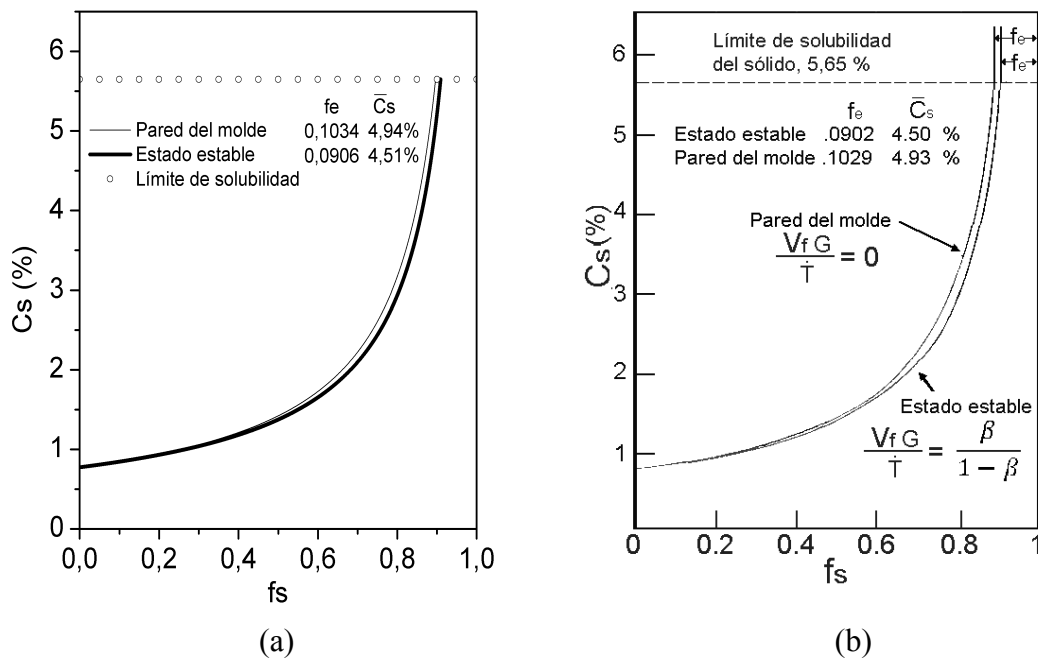 6
5
4
3
2
1
0
Cs (%)
fe C̅s
Pared del molde 0,1034 4,94%
Estado estable 0,0906 4,51%
Límite de solubilidad
0,0 0,2 0,4 0,6 0,8 1,0
fs
(a)
6
5
4
3
2
1
Cs(%)
Límite de solubilidad
del sólido, 5,65 %
fe
fe
fe C̅s
Estado estable .0902 4.50 %
Pared del molde .1029 4.93 %
Pared del molde
Vf G / Ṫ = 0
Estado estable
Vf G / Ṫ = β / 1 − β
0 0.2 0.4 0.6 0.8 1
fs
(b)